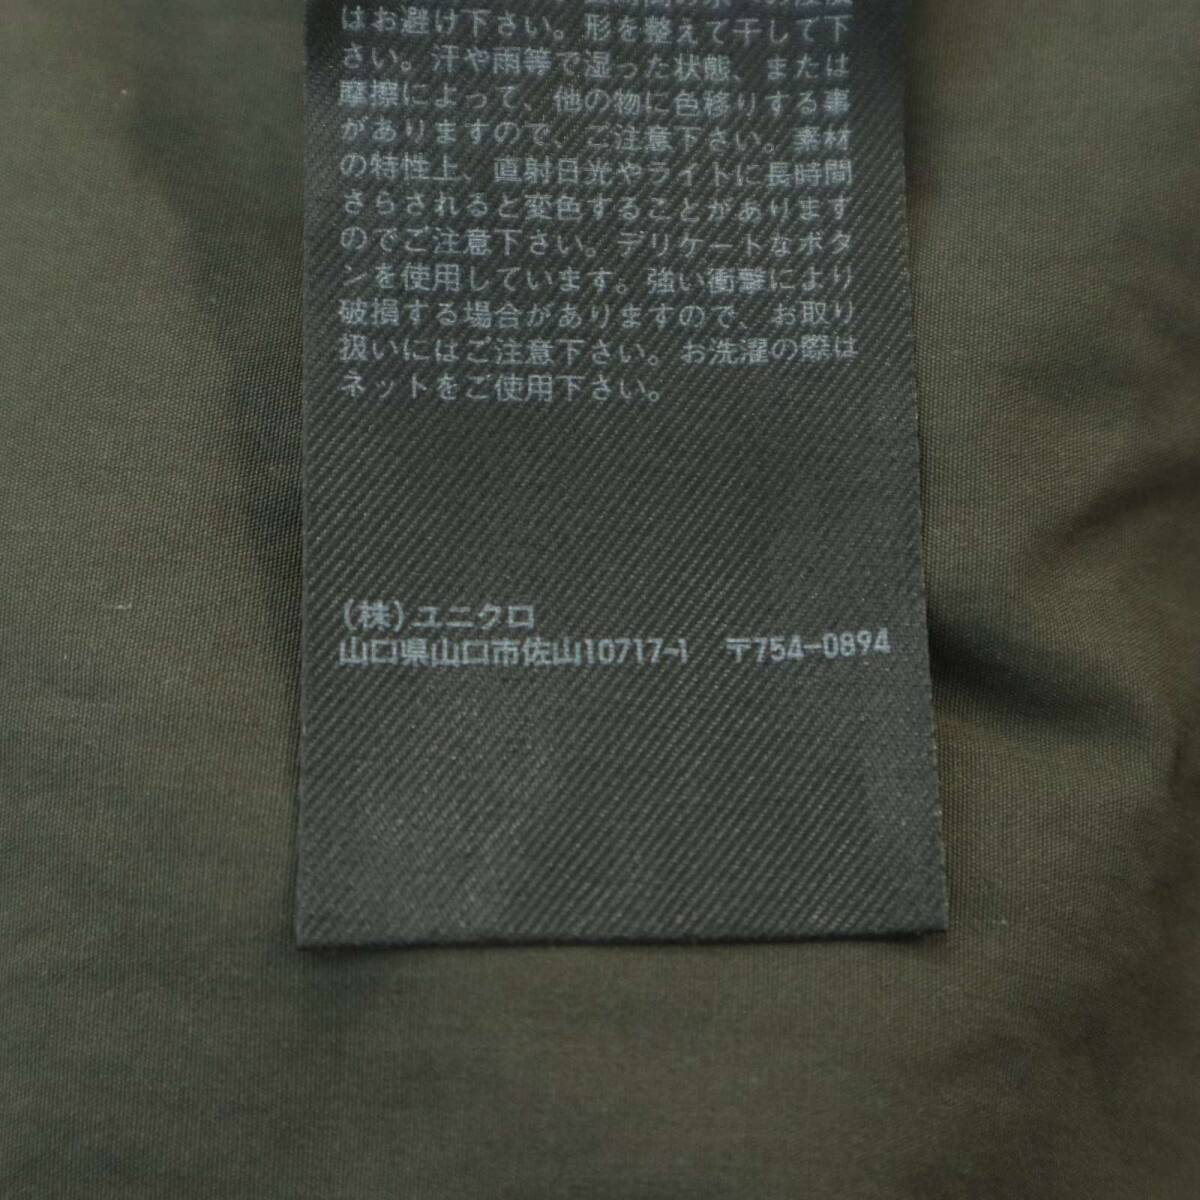 はお避け下さい。形を整えて干して下
さい。汗や雨等で湿った状態、または
摩擦によって、他の物に色移りする事
がありますので、ご注意下さい。素材
の特性上、直射日光やライトに長時間
さらされると変色することがあります
のでご注意下さい。デリケートなボタ
ンを使用しています。強い衝撃により
破損する場合がありますので、お取り
扱いにはご注意下さい。お洗濯の際は
ネットをご使用下さい。
(株)ユニクロ
山口県山口市佐山10717-1 〒754-0894